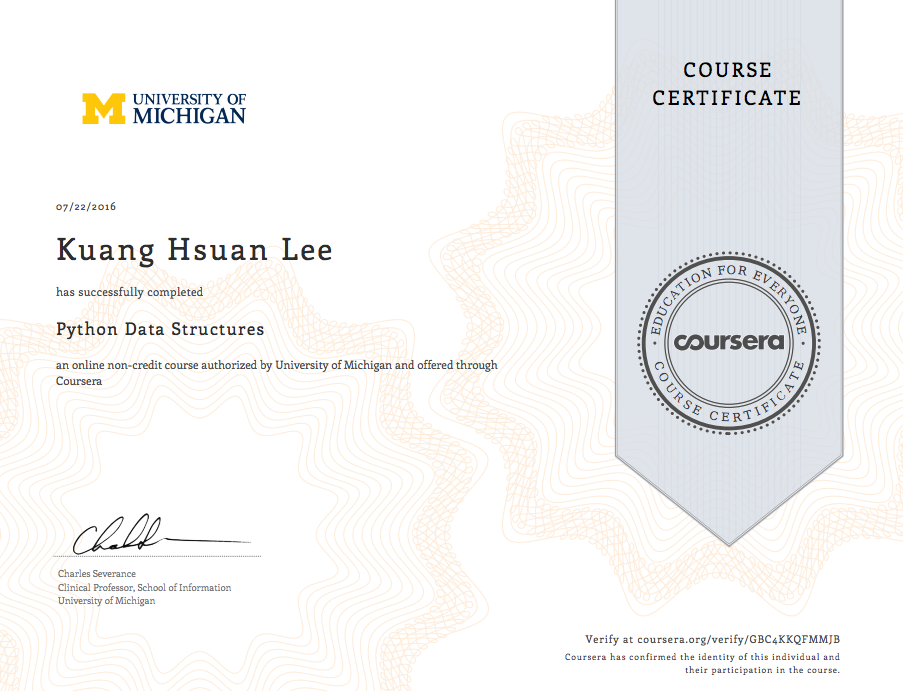 COURSE
CERTIFICATE
UNIVERSITY OF
MICHIGAN
07/22/2016
Kuang Hsuan Lee
has successfully completed
Python Data Structures
an online non-credit course authorized by University of Michigan and offered through
Coursera
EDUCATION FOR EVERYONE
coursera
COURSE CERTIFICATE
Charles Severance
Clinical Professor, School of Information
University of Michigan
Verify at coursera.org/verify/GBC4KKQFMMJB
Coursera has confirmed the identity of this individual and
their participation in the course.